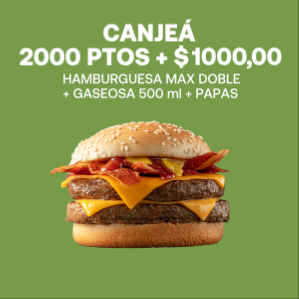 CANJEÁ
2000 PTOS + $1000,00
HAMBURGUESA MAX DOBLE
+ GASEOSA 500 ml + PAPAS